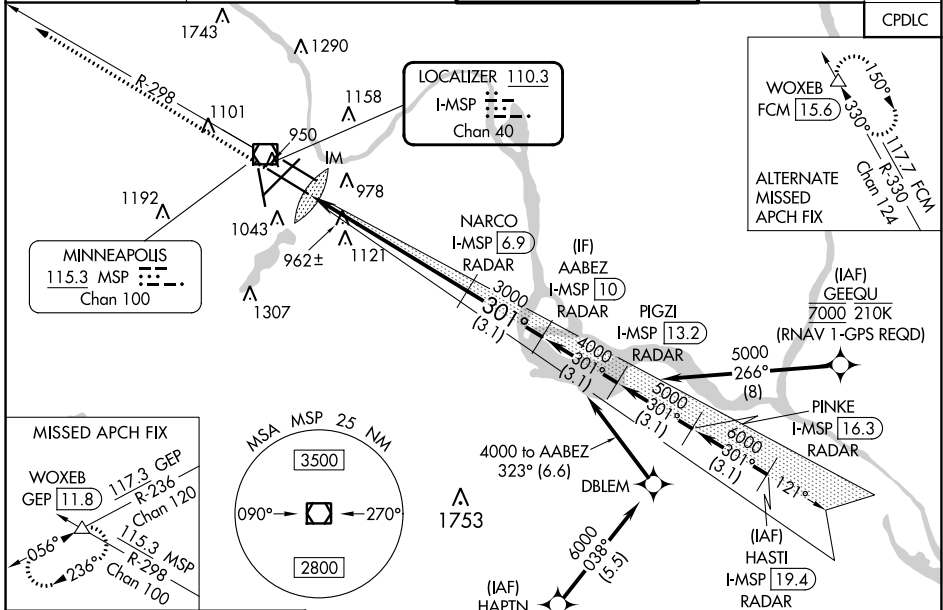 CPDLC
1743
1290
R-298
1101
950
1158
LOCALIZER 110.3
I-MSP
Chan 40
IM
978
1192
1043
962±
1121
1307
MINNEAPOLIS
115.3 MSP
Chan 100
WOXEB
FCM 15.6
150°
330°
117.7 FCM
R-330
Chan 124
ALTERNATE
MISSED
APCH FIX
NARCO
I-MSP 6.9
RADAR
(IF)
AABEZ
I-MSP 10
RADAR
PIGZI
I-MSP 13.2
RADAR
(IAF)
GEEQU
7000 210K
(RNAV 1-GPS REQD)
3000
301°
(3.1)
4000
301°
(3.1)
5000
301°
(3.1)
6000
301°
(3.1)
121°
5000
266°
(8)
PINKE
I-MSP 16.3
RADAR
4000 to AABEZ
323° (6.6)
DBLEM
6000
038°
(5.5)
(IAF)
HAPTN
(IAF)
HASTI
I-MSP 19.4
RADAR
MISSED APCH FIX
WOXEB
GEP 11.8
117.3 GEP
R-236
Chan 120
056°
236°
115.3 MSP
R-298
Chan 100
MSA MSP 25 NM
3500
090°
270°
2800
1753